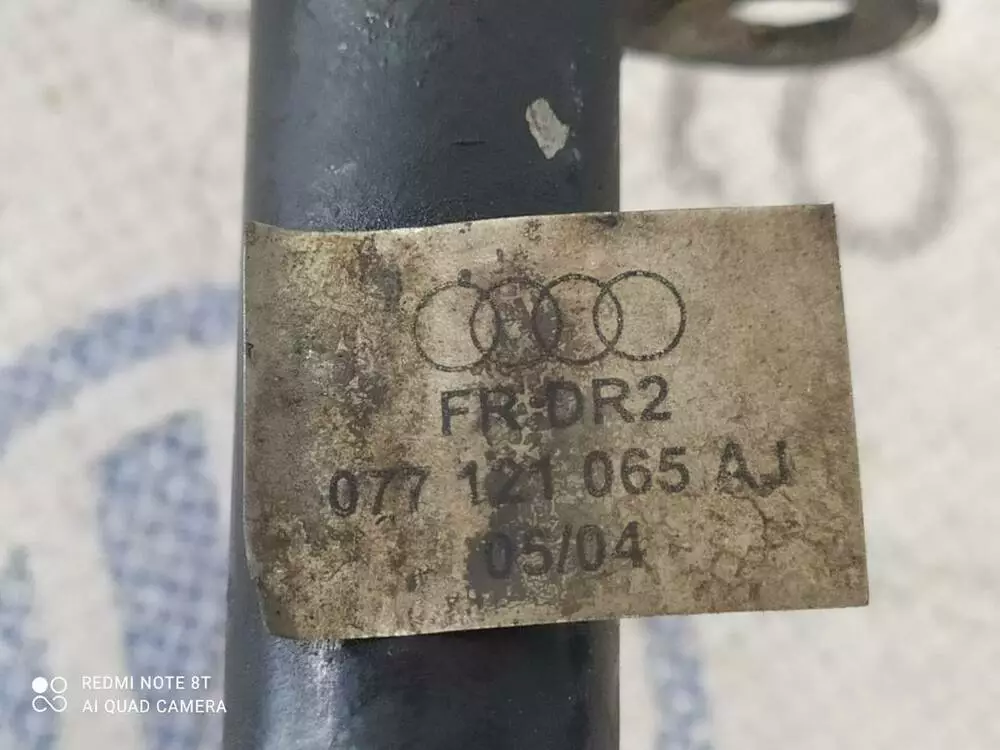 FR DR2
077 121 065 AJ
05/04
REDMI NOTE 8T
AI QUAD CAMERA